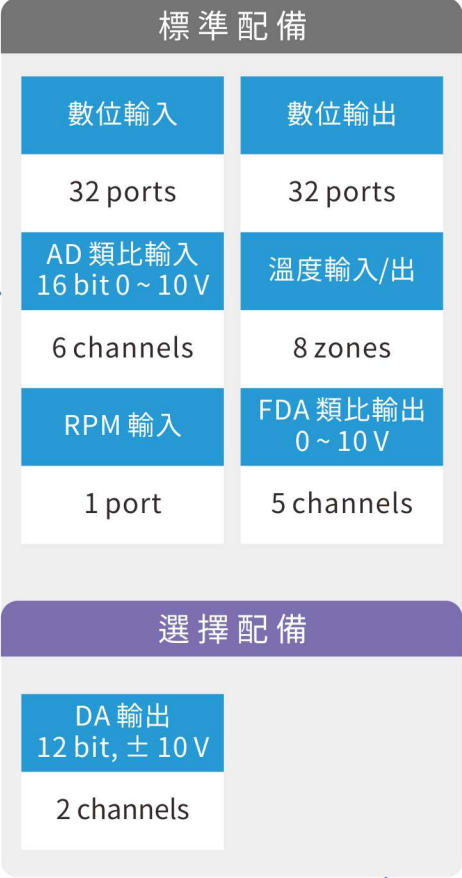 標準配備
數位輸入
數位輸出
32 ports
32 ports
AD 類比輸入
16 bit 0 ~ 10 V
溫度輸入/出
6 channels
8 zones
RPM 輸入
FDA 類比輸出
0 ~ 10 V
1 port
5 channels
選擇配備
DA 輸出
12 bit, ± 10 V
2 channels